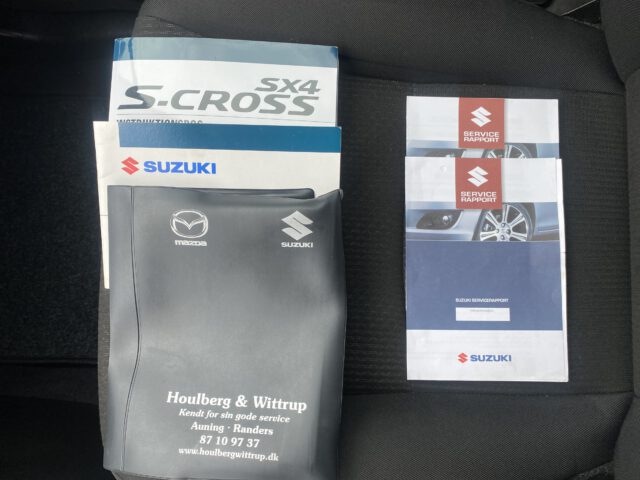 SX4
S-CROSS
INSTRUKTIONSBOG
SUZUKI
mazda
SUZUKI
Houlberg & Wittrup
Kendt for sin gode service
Auning · Randers
87 10 97 37
www.houlbergwittrup.dk
SERVICE
RAPPORT
SERVICE
RAPPORT
SUZUKI SERVICERAPPORT
SUZUKI